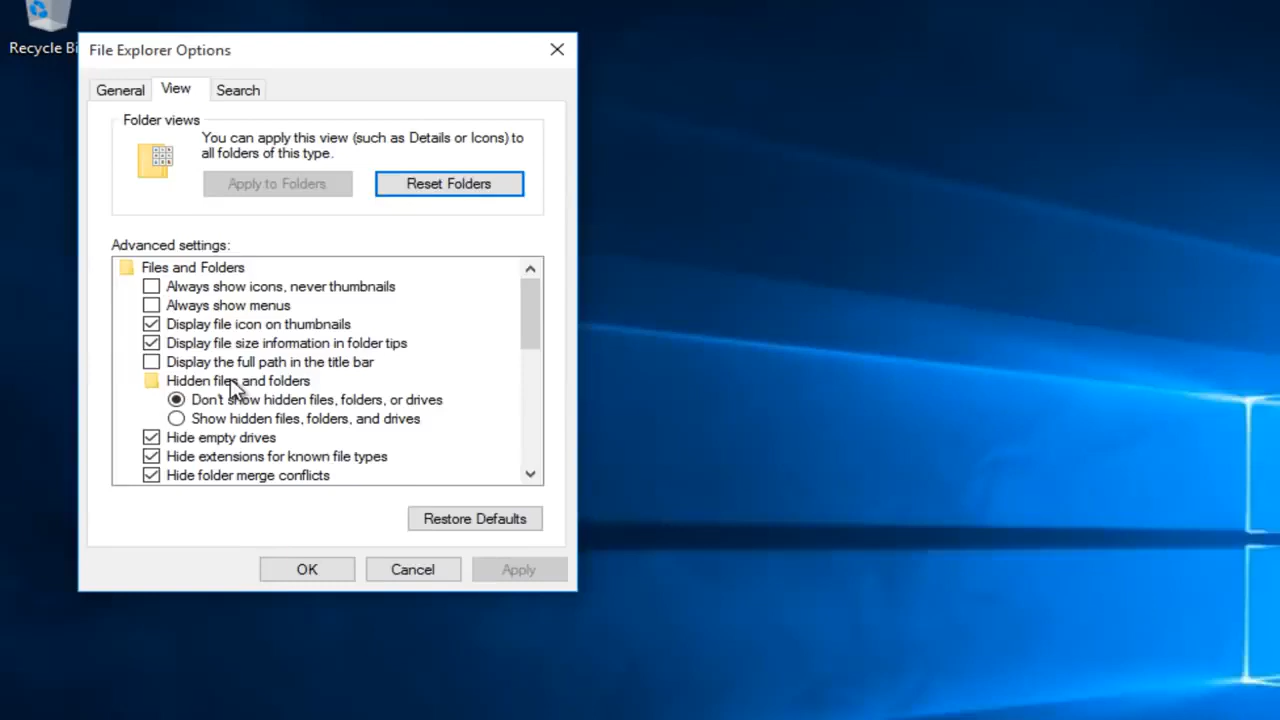 Recycle Bi
File Explorer Options
General
View
Search
Folder views
You can apply this view (such as Details or Icons) to
all folders of this type.
Apply to Folders
Reset Folders
Advanced settings:
Files and Folders
Always show icons, never thumbnails
Always show menus
Display file icon on thumbnails
Display file size information in folder tips
Display the full path in the title bar
Hidden files and folders
Don't show hidden files, folders, or drives
Show hidden files, folders, and drives
Hide empty drives
Hide extensions for known file types
Hide folder merge conflicts
Restore Defaults
OK
Cancel
Apply